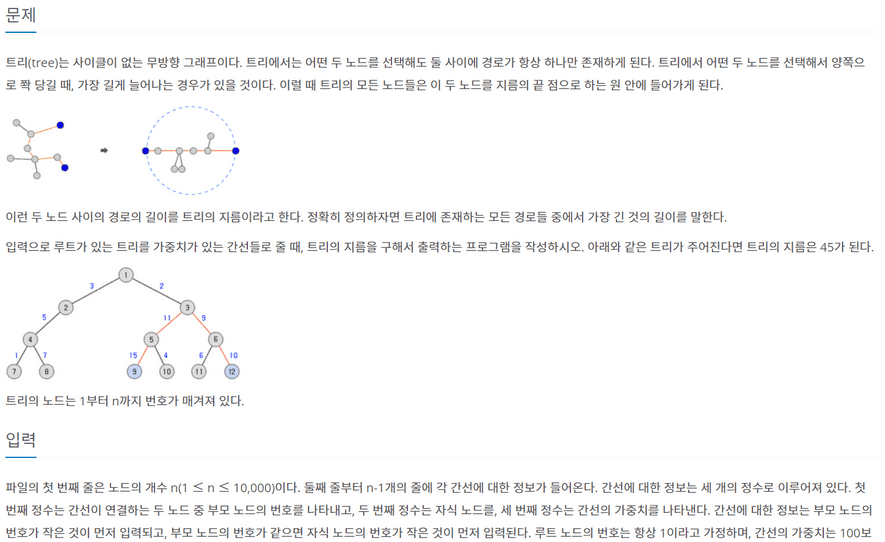 문제
트리(tree)는 사이클이 없는 무방향 그래프이다. 트리에서는 어떤 두 노드를 선택해도 둘 사이에 경로가 항상 하나만 존재하게 된다. 트리에서 어떤 두 노드를 선택해서 양쪽으
로 쫙 당길 때, 가장 길게 늘어나는 경우가 있을 것이다. 이럴 때 트리의 모든 노드들은 이 두 노드를 지름의 끝 점으로 하는 원 안에 들어가게 된다.
이런 두 노드 사이의 경로의 길이를 트리의 지름이라고 한다. 정확히 정의하자면 트리에 존재하는 모든 경로들 중에서 가장 긴 것의 길이를 말한다.
입력으로 루트가 있는 트리를 가중치가 있는 간선들로 줄 때, 트리의 지름을 구해서 출력하는 프로그램을 작성하시오. 아래와 같은 트리가 주어진다면 트리의 지름은 45가 된다.
1
3 2
2 3
5 11 9
4 5 6
1 7 15 4 6 10
7 8 9 10 11 12
트리의 노드는 1부터 n까지 번호가 매겨져 있다.
입력
파일의 첫 번째 줄은 노드의 개수 n(1 ≤ n ≤ 10,000)이다. 둘째 줄부터 n-1개의 줄에 각 간선에 대한 정보가 들어온다. 간선에 대한 정보는 세 개의 정수로 이루어져 있다. 첫
번째 정수는 간선이 연결하는 두 노드 중 부모 노드의 번호를 나타내고, 두 번째 정수는 자식 노드를, 세 번째 정수는 간선의 가중치를 나타낸다. 간선에 대한 정보는 부모 노드의
번호가 작은 것이 먼저 입력되고, 부모 노드의 번호가 같으면 자식 노드의 번호가 작은 것이 먼저 입력된다. 루트 노드의 번호는 항상 1이라고 가정하며, 간선의 가중치는 100보